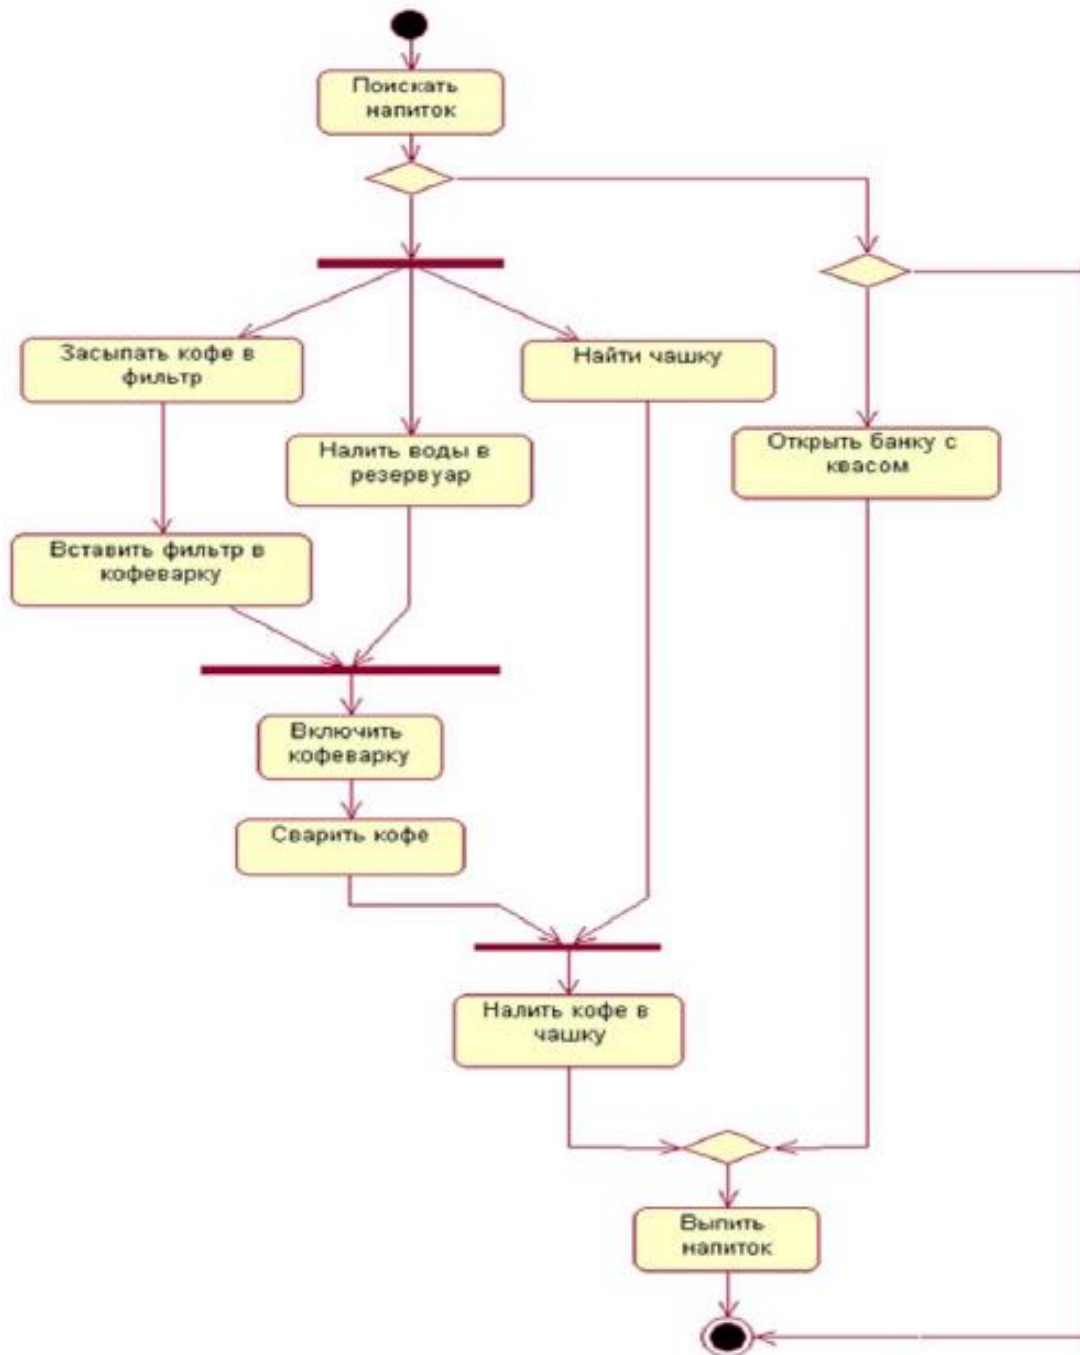 Поискать
напиток
Засыпать кофе в
фильтр
Найти чашку
Налить воды в
резервуар
Открыть банку с
квасом
Вставить фильтр в
кофеварку
Включить
кофеварку
Сварить кофе
Налить кофе в
чашку
Выпить
напиток